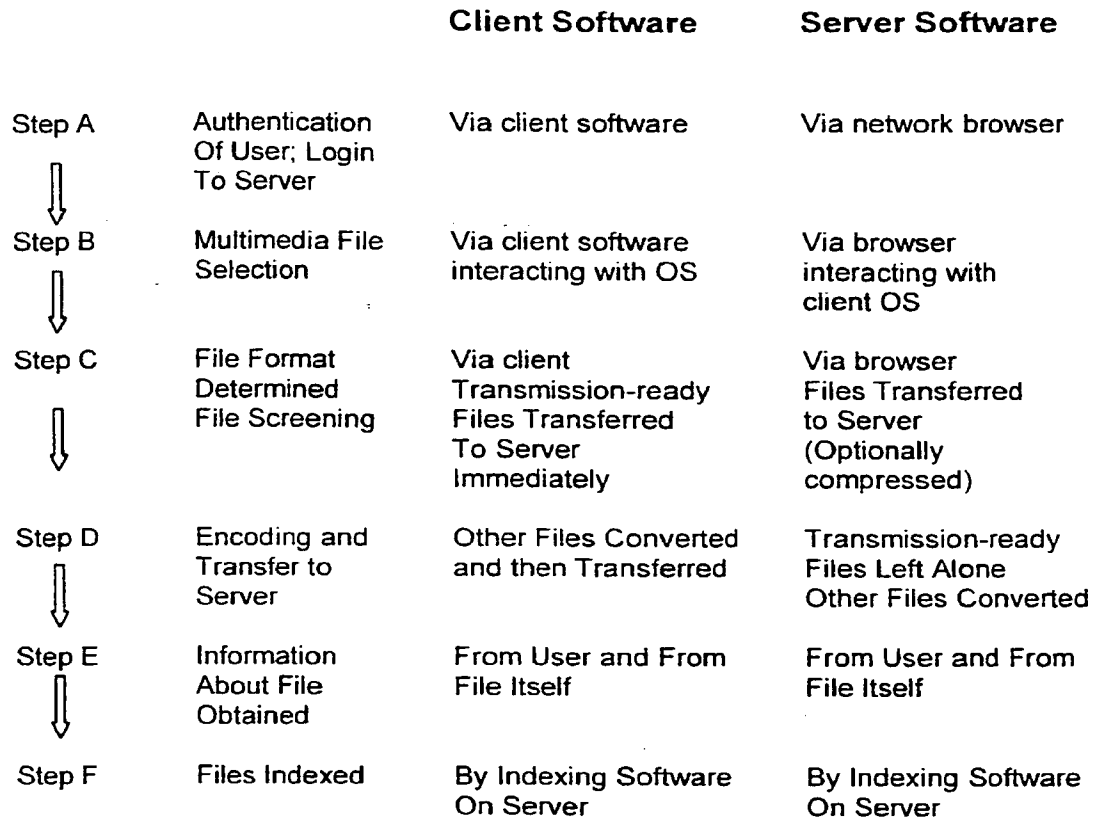 Client Software Server Software
Step A Authentication Via client software Via network browser
Of User; Login
To Server
Step B Multimedia File Via client software Via browser
Selection interacting with OS interacting with
client OS
Step C File Format Via client Via browser
Determined Transmission-ready Files Transferred
File Screening Files Transferred to Server
To Server (Optionally
Immediately compressed)
Step D Encoding and Other Files Converted Transmission-ready
Transfer to and then Transferred Files Left Alone
Server Other Files Converted
Step E Information From User and From From User and From
About File File Itself File Itself
Obtained
Step F Files Indexed By Indexing Software By Indexing Software
On Server On Server